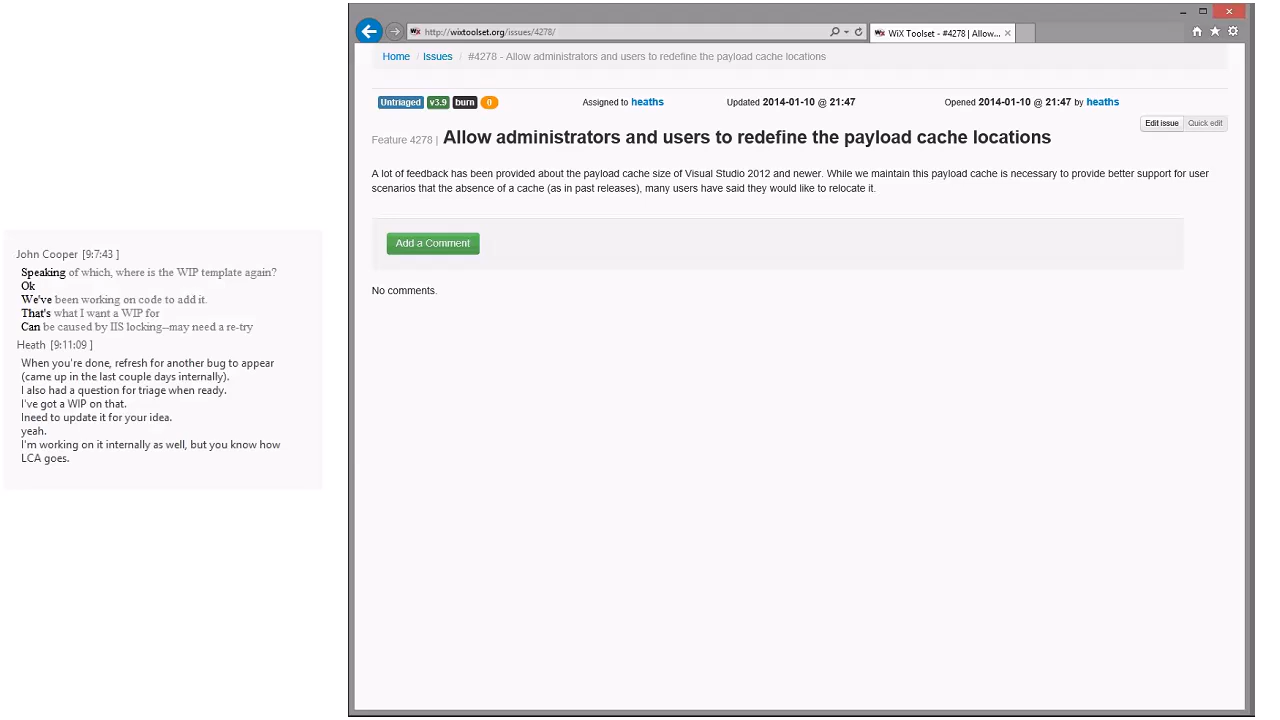 John Cooper [9:7:43 ]
Speaking of which, where is the WIP template again?
Ok
We've been working on code to add it.
That's what I want a WIP for
Can be caused by IIS locking--may need a re-try
Heath [9:11:09 ]
When you're done, refresh for another bug to appear
(came up in the last couple days internally).
I also had a question for triage when ready.
I've got a WIP on that.
Ineed to update it for your idea.
yeah.
I'm working on it internally as well, but you know how
LCA goes.
http://wixtoolset.org/issues/4278/
WiX Toolset - #4278 | Allow...
Home / Issues / #4278 - Allow administrators and users to redefine the payload cache locations
Untriaged v3.9 burn 0 Assigned to heaths Updated 2014-01-10 @ 21:47 Opened 2014-01-10 @ 21:47 by heaths
Edit issue Quick edit
Feature 4278 | Allow administrators and users to redefine the payload cache locations
A lot of feedback has been provided about the payload cache size of Visual Studio 2012 and newer. While we maintain this payload cache is necessary to provide better support for user
scenarios that the absence of a cache (as in past releases), many users have said they would like to relocate it.
Add a Comment
No comments.